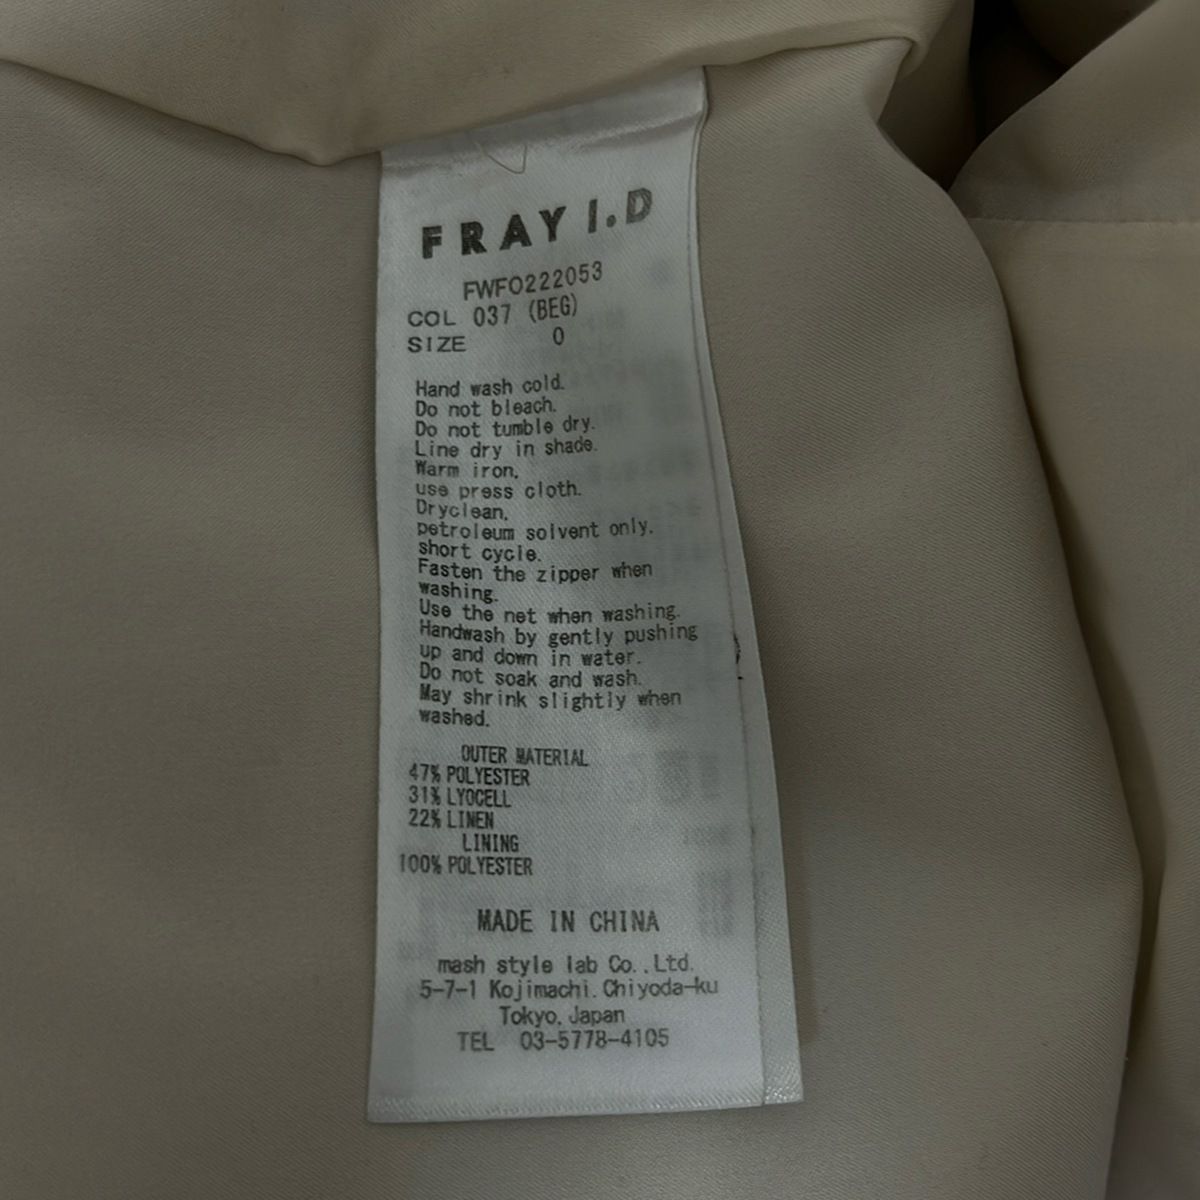 FRAY I.D
FWFO222053
COL 037 (BEG)
SIZE 0
Hand wash cold.
Do not bleach.
Do not tumble dry.
Line dry in shade.
Warm iron,
use press cloth.
Dryclean,
petroleum solvent only.
short cycle.
Fasten the zipper when
washing.
Use the net when washing.
Handwash by gently pushing
up and down in water.
Do not soak and wash.
May shrink slightly when
washed.
OUTER MATERIAL
47% POLYESTER
31% LYOCELL
22% LINEN
LINING
100% POLYESTER
MADE IN CHINA
mash style lab Co.,Ltd.
5-7-1 Kojimachi.Chiyoda-ku
Tokyo, Japan
TEL 03-5778-4105